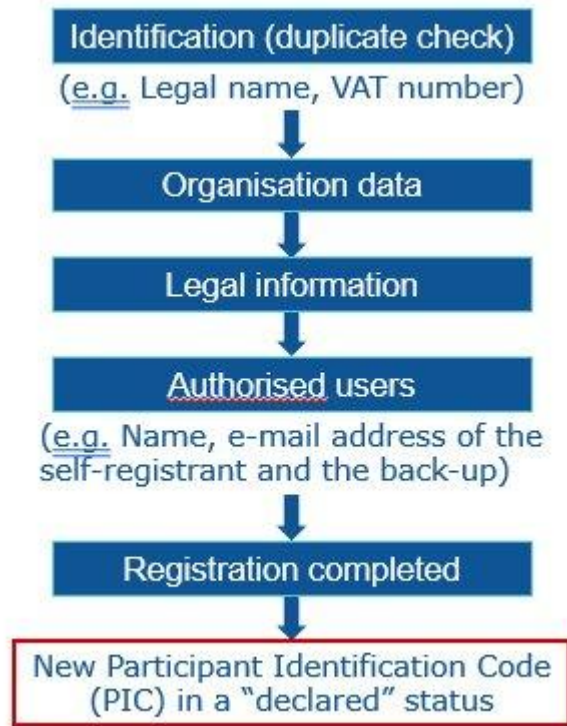 Identification (duplicate check)
(e.g. Legal name, VAT number)
Organisation data
Legal information
Authorised users
(e.g. Name, e-mail address of the
self-registrant and the back-up)
Registration completed
New Participant Identification Code
(PIC) in a “declared” status